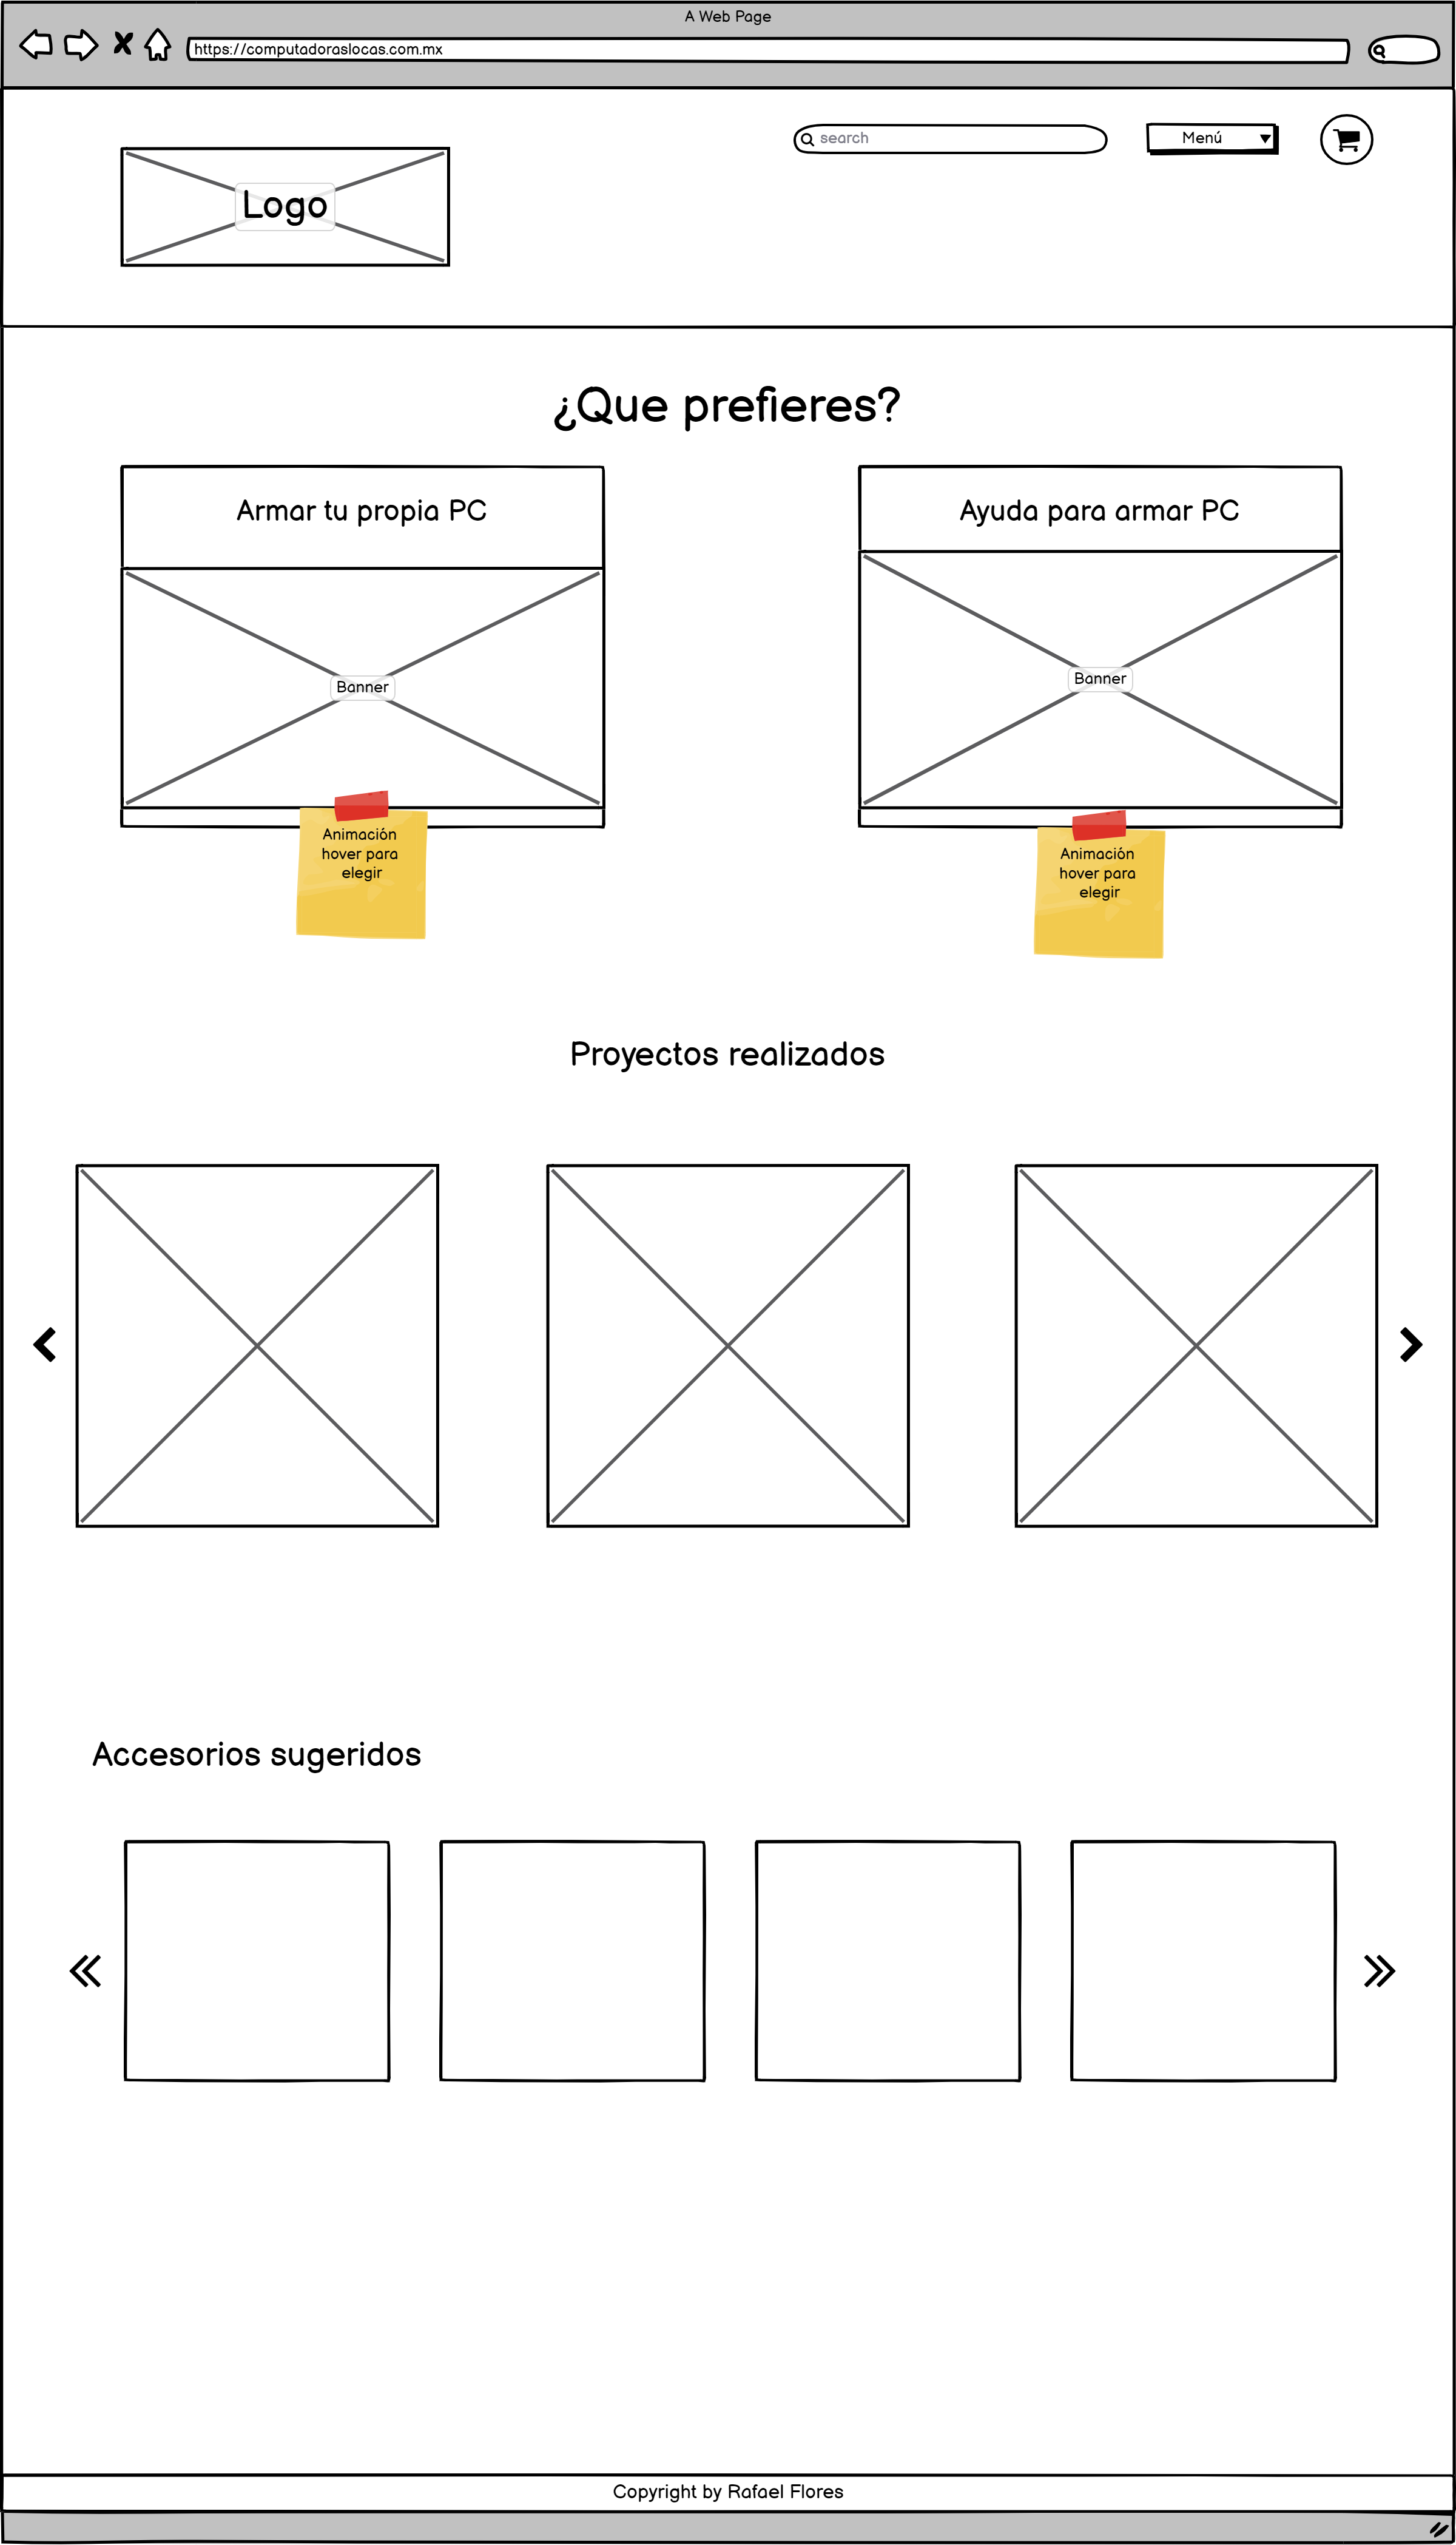 A Web Page
https://computadoraslocas.com.mx
search
Menú
Logo
¿Que prefieres?
Armar tu propia PC
Ayuda para armar PC
Banner
Banner
Animación
hover para
elegir
Animación
hover para
elegir
Proyectos realizados
Accesorios sugeridos
Copyright by Rafael Flores